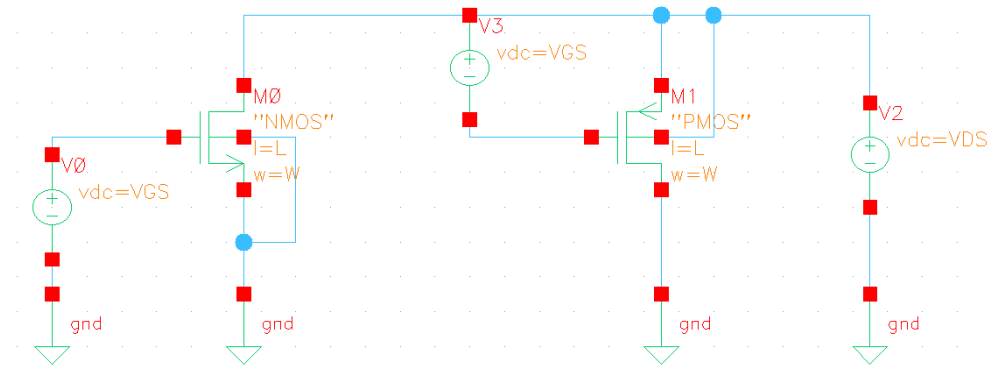 V3
vdc=VGS
M0
"NMOS"
l=L
w=W
V0
vdc=VGS
M1
"PMOS"
l=L
w=W
V2
vdc=VDS
gnd
gnd
gnd
gnd